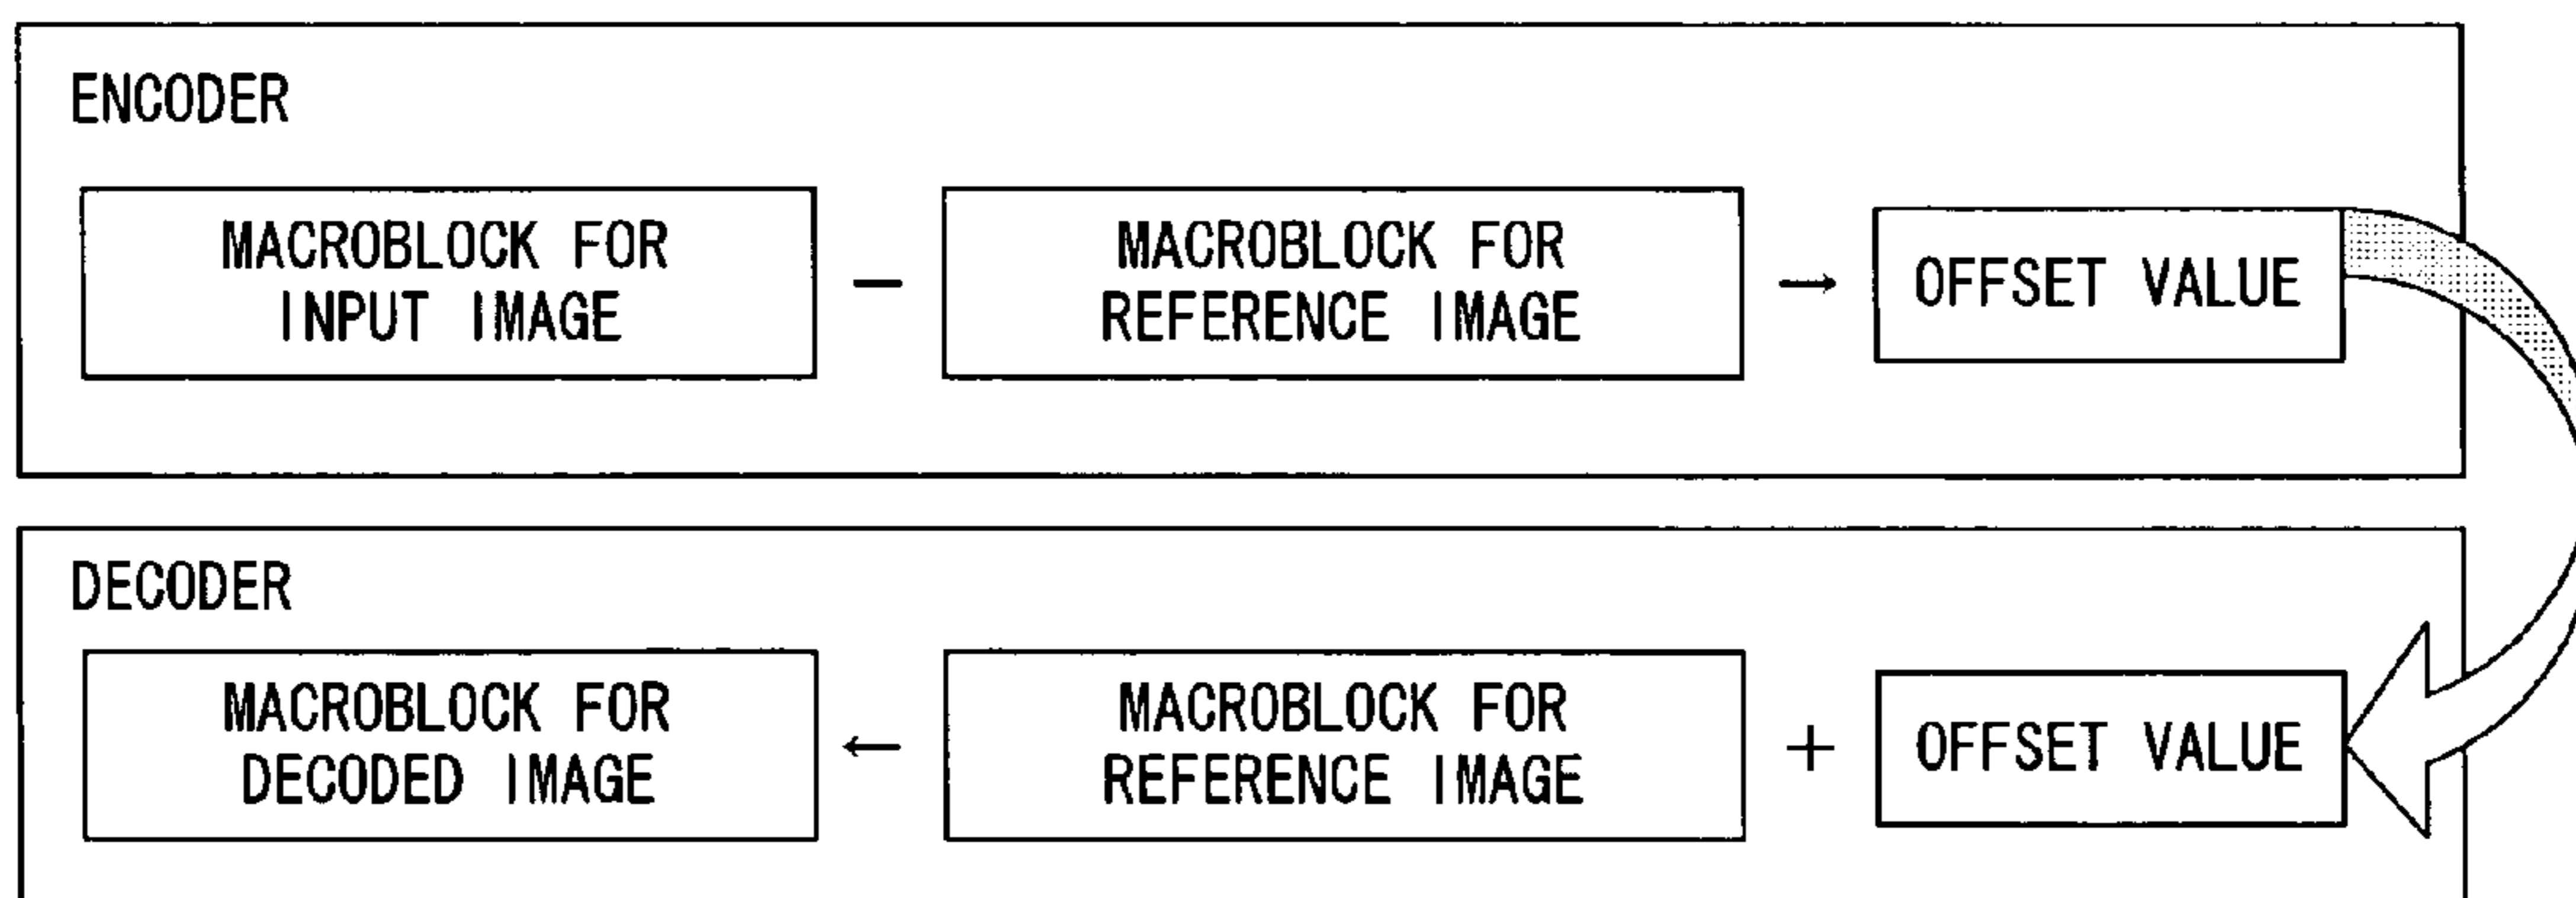 ENCODER
MACROBLOCK FOR
INPUT IMAGE
−
MACROBLOCK FOR
REFERENCE IMAGE
→
OFFSET VALUE
DECODER
MACROBLOCK FOR
DECODED IMAGE
←
MACROBLOCK FOR
REFERENCE IMAGE
+
OFFSET VALUE